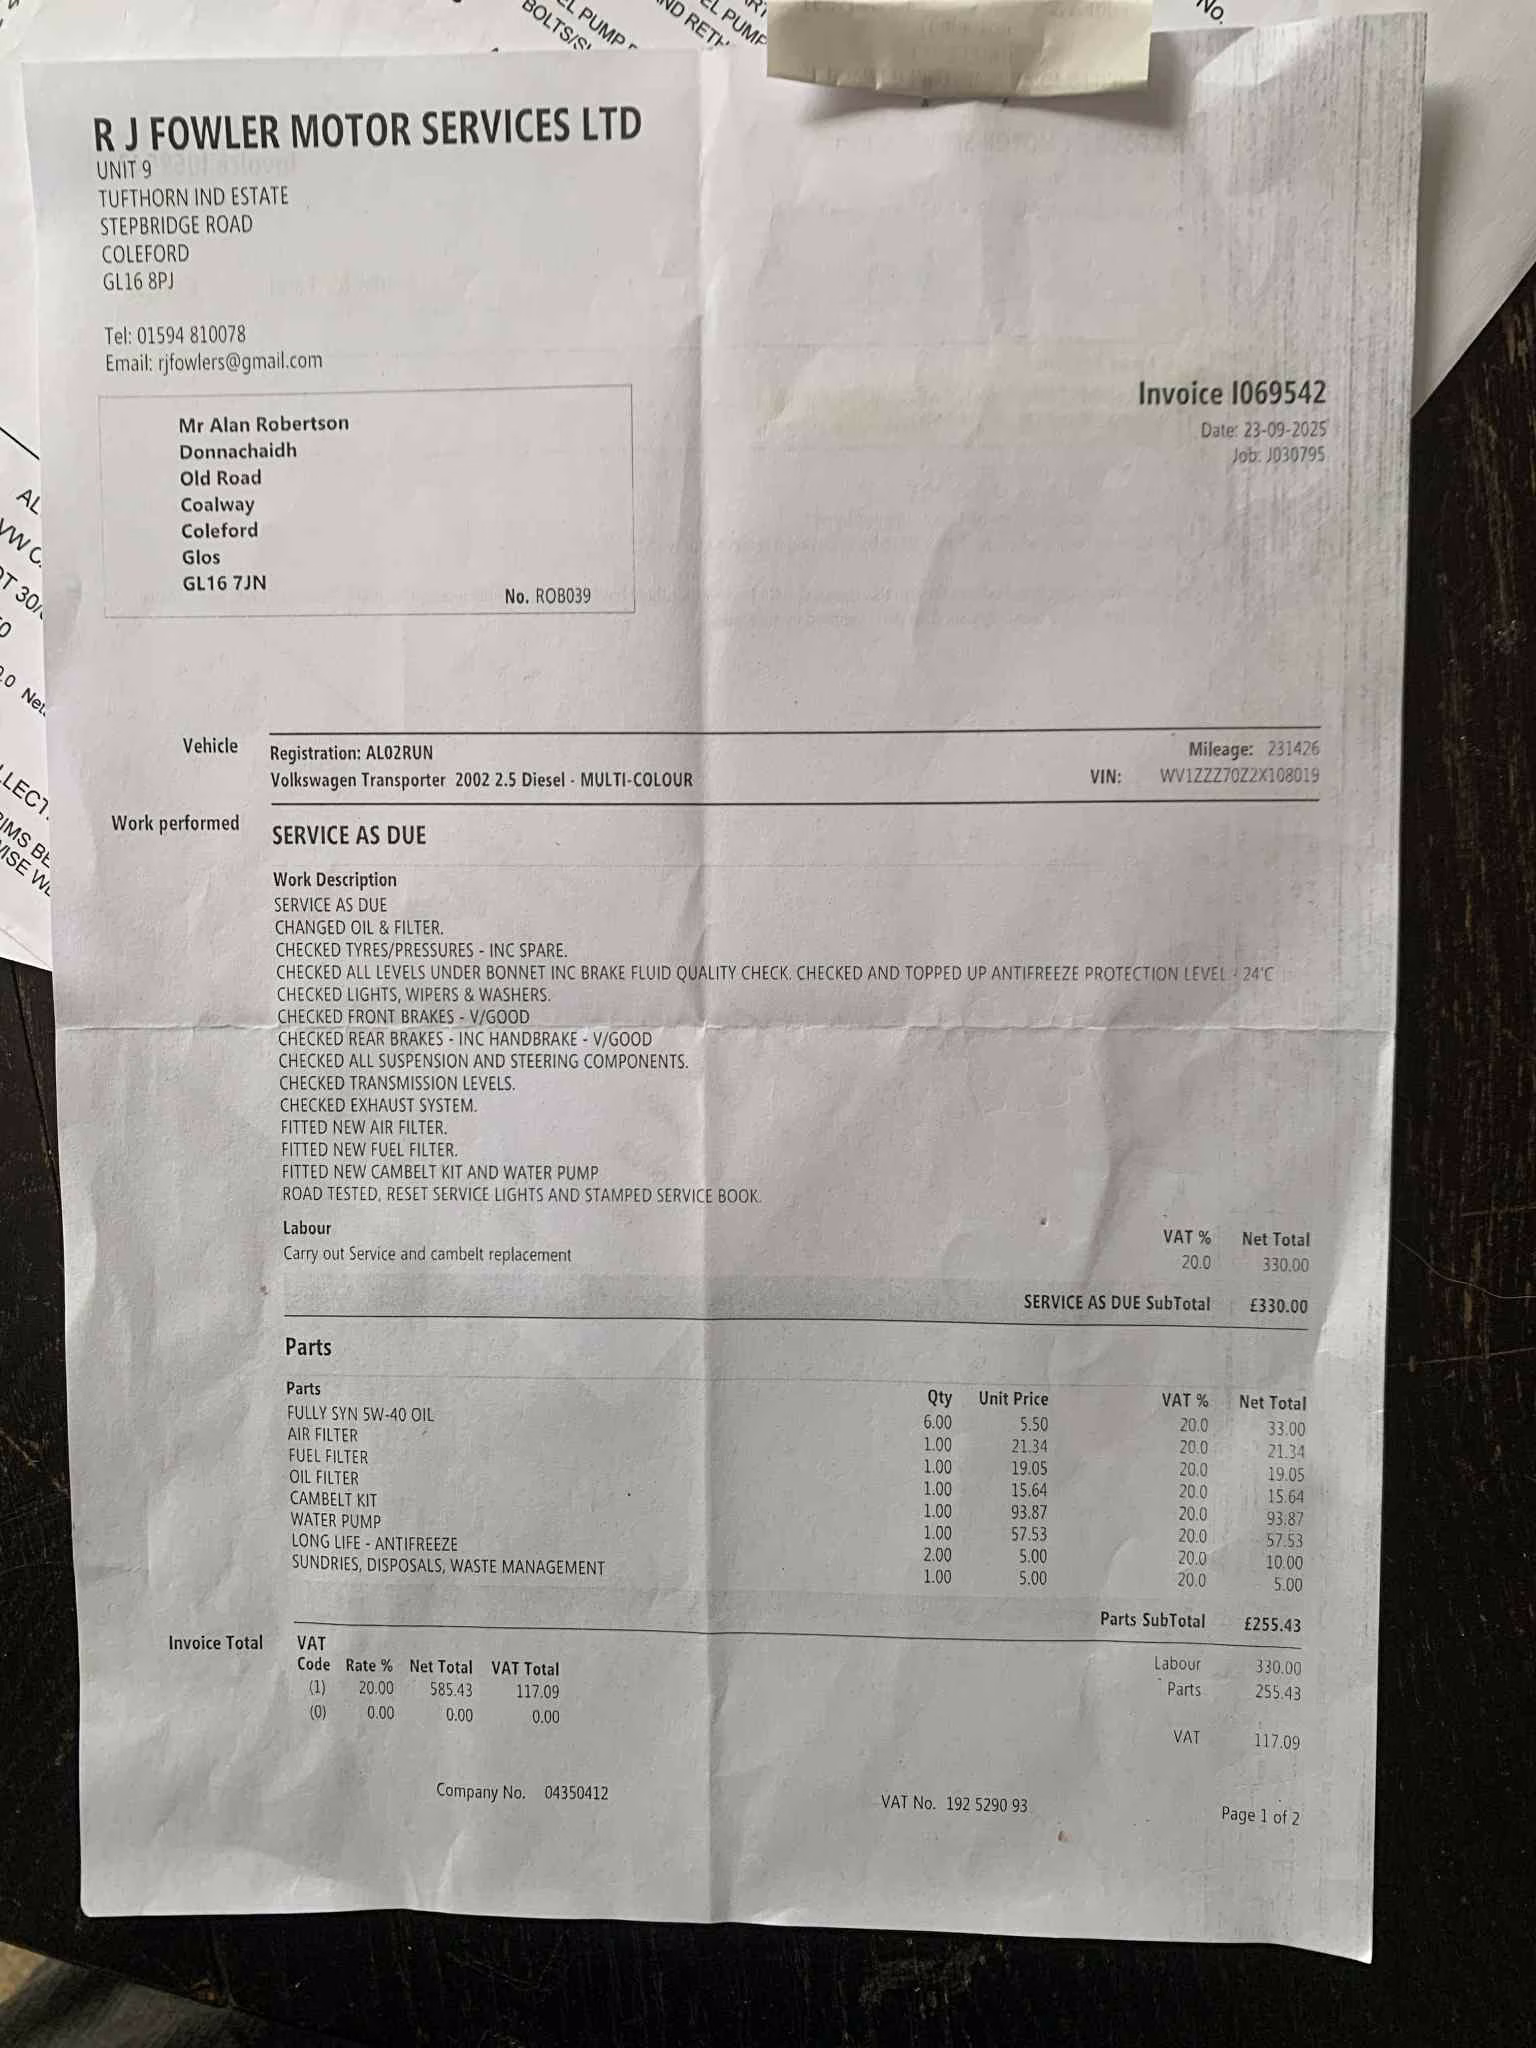 R J FOWLER MOTOR SERVICES LTD
UNIT 9
TUFTHORN IND ESTATE
STEPBRIDGE ROAD
COLEFORD
GL16 8PJ
Tel: 01594 810078
Email: rjfowlers@gmail.com
Invoice I069542
Date: 23-09-2025
Job: J030795
Mr Alan Robertson
Donnachaidh
Old Road
Coalway
Coleford
Glos
GL16 7JN
No. ROB039
Vehicle Registration: AL02RUN Mileage: 231426
Volkswagen Transporter 2002 2.5 Diesel - MULTI-COLOUR VIN: WV1ZZZ70Z2X108019
Work performed SERVICE AS DUE
Work Description
SERVICE AS DUE
CHANGED OIL & FILTER.
CHECKED TYRES/PRESSURES - INC SPARE.
CHECKED ALL LEVELS UNDER BONNET INC BRAKE FLUID QUALITY CHECK. CHECKED AND TOPPED UP ANTIFREEZE PROTECTION LEVEL - 24'C
CHECKED LIGHTS, WIPERS & WASHERS.
CHECKED FRONT BRAKES - V/GOOD
CHECKED REAR BRAKES - INC HANDBRAKE - V/GOOD
CHECKED ALL SUSPENSION AND STEERING COMPONENTS.
CHECKED TRANSMISSION LEVELS.
CHECKED EXHAUST SYSTEM.
FITTED NEW AIR FILTER.
FITTED NEW FUEL FILTER.
FITTED NEW CAMBELT KIT AND WATER PUMP
ROAD TESTED, RESET SERVICE LIGHTS AND STAMPED SERVICE BOOK.
Labour VAT % Net Total
Carry out Service and cambelt replacement 20.0 330.00
SERVICE AS DUE SubTotal £330.00
Parts
Parts Qty Unit Price VAT % Net Total
FULLY SYN 5W-40 OIL 6.00 5.50 20.0 33.00
AIR FILTER 1.00 21.34 20.0 21.34
FUEL FILTER 1.00 19.05 20.0 19.05
OIL FILTER 1.00 15.64 20.0 15.64
CAMBELT KIT 1.00 93.87 20.0 93.87
WATER PUMP 1.00 57.53 20.0 57.53
LONG LIFE - ANTIFREEZE 2.00 5.00 20.0 10.00
SUNDRIES, DISPOSALS, WASTE MANAGEMENT 1.00 5.00 20.0 5.00
Parts SubTotal £255.43
Invoice Total VAT
Code Rate % Net Total VAT Total
(1) 20.00 585.43 117.09
(0) 0.00 0.00 0.00
Labour 330.00
Parts 255.43
VAT 117.09
Company No. 04350412 VAT No. 192 5290 93 Page 1 of 2
EL PUMP
BOLTS/
ND RETH
EL PUMP
No.
AL
VW C
OT 30/
Net
LLECT